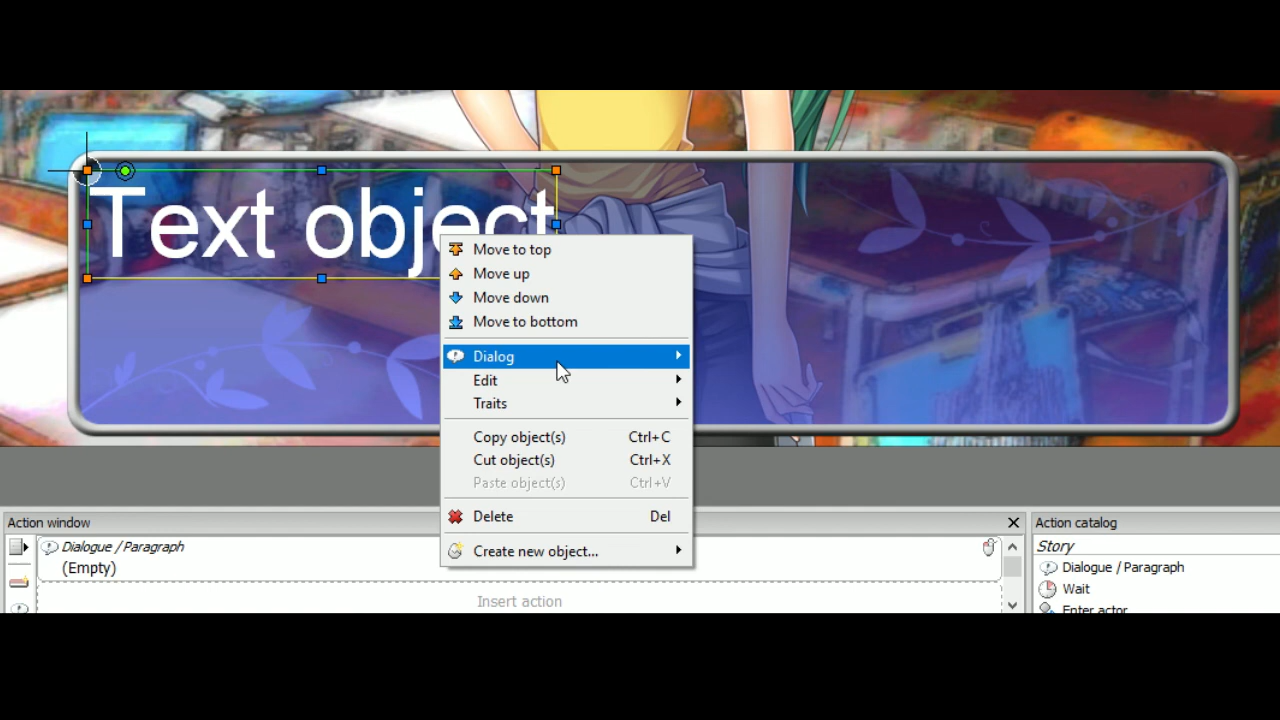 Text object
Move to top
Move up
Move down
Move to bottom
Dialog
Edit
Traits
Copy object(s) Ctrl+C
Cut object(s) Ctrl+X
Paste object(s) Ctrl+V
Delete Del
Create new object...
Action window
Dialogue / Paragraph
(Empty)
Insert action
Action catalog
Story
Dialogue / Paragraph
Wait
Enter actor